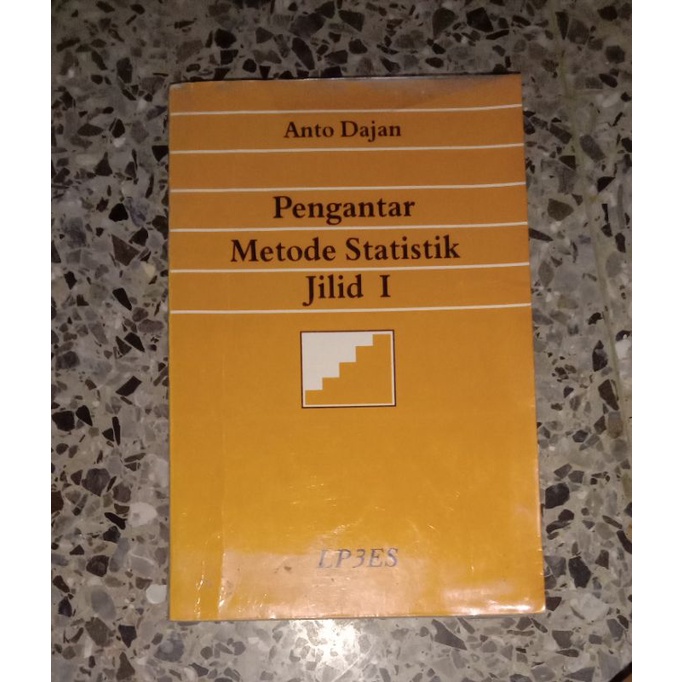 Anto Dajan
Pengantar
Metode Statistik
Jilid I
LP3ES